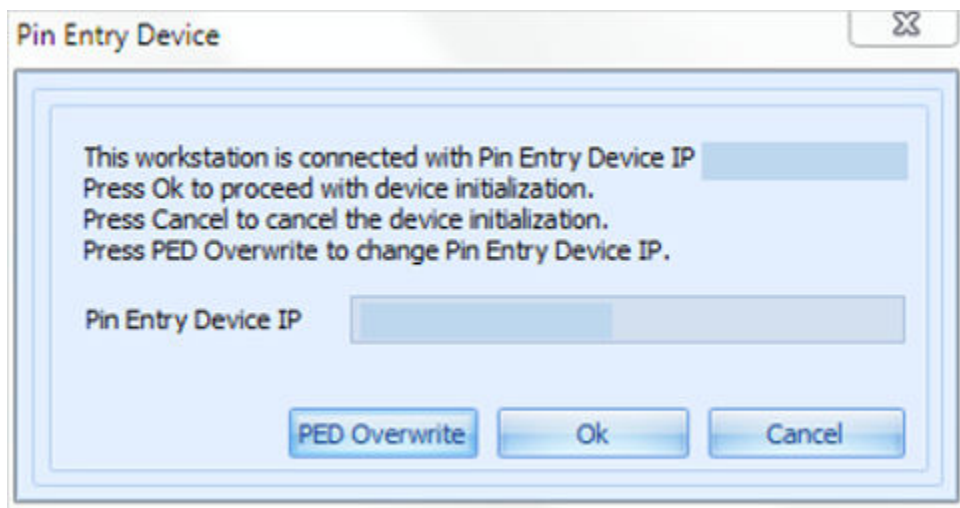 Pin Entry Device
This workstation is connected with Pin Entry Device IP
Press Ok to proceed with device initialization.
Press Cancel to cancel the device initialization.
Press PED Overwrite to change Pin Entry Device IP.
Pin Entry Device IP
PED Overwrite Ok Cancel